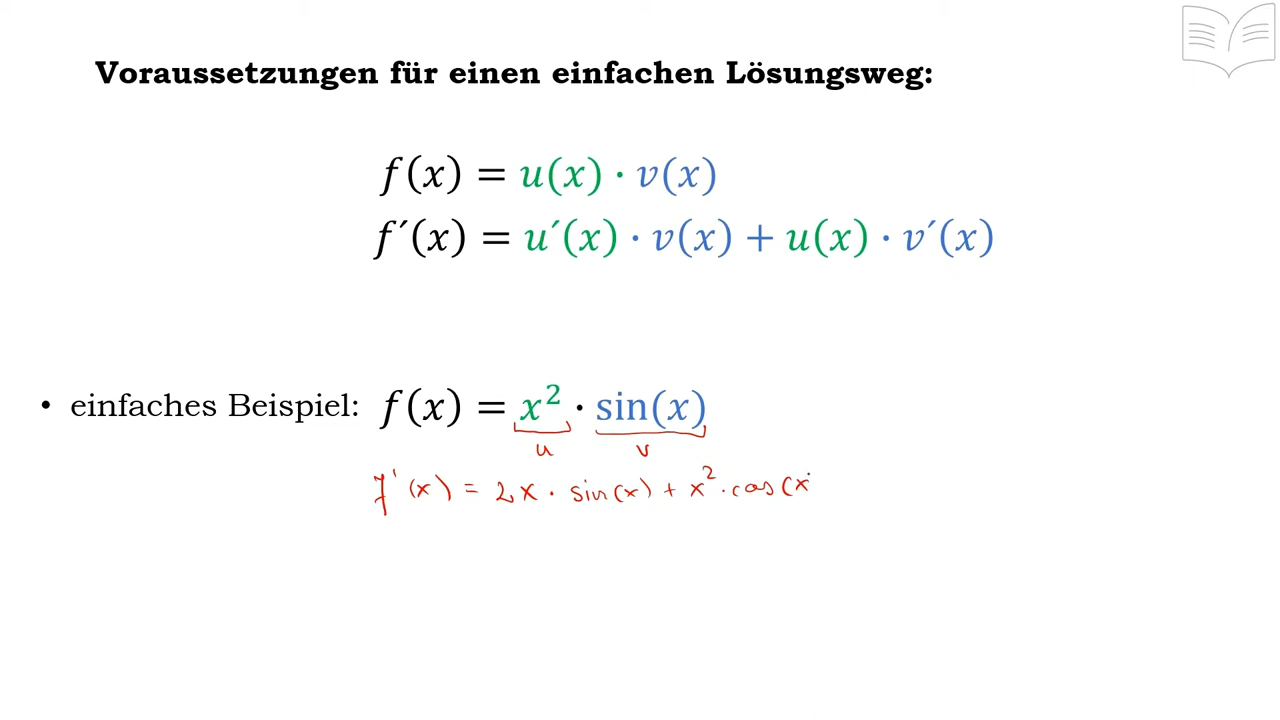 Voraussetzungen für einen einfachen Lösungsweg:
f(x) = u(x) · v(x)
f´(x) = u´(x) · v(x) + u(x) · v´(x)
• einfaches Beispiel: f(x) = x² · sin(x)
u v
f'(x) = 2x · sin(x) + x² · cos(x